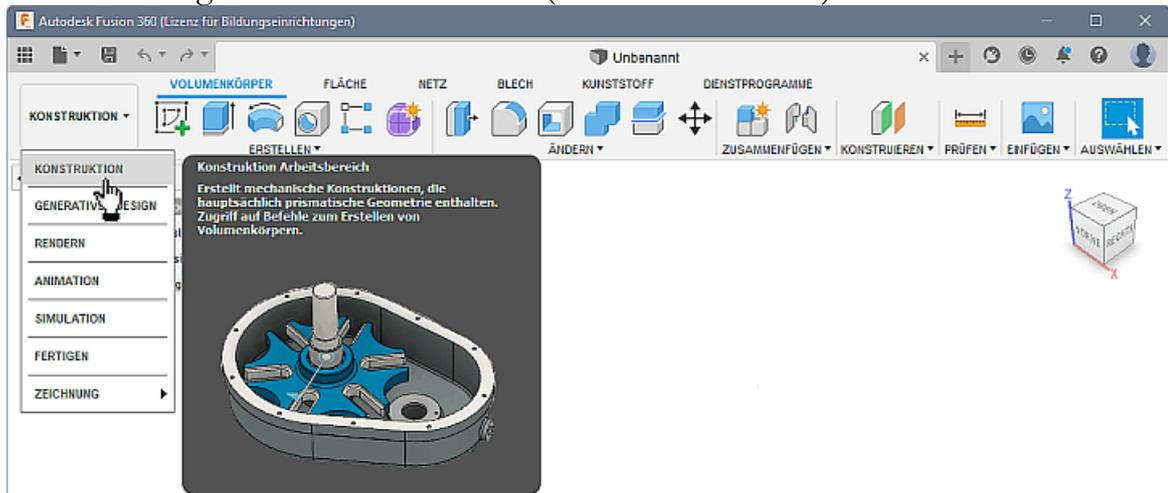 Autodesk Fusion 360 (Lizenz für Bildungseinrichtungen)
Unbenannt
VOLUMENKÖRPER FLÄCHE NETZ BLECH KUNSTSTOFF DIENSTPROGRAMME
KONSTRUKTION
ERSTELLEN ÄNDERN ZUSAMMENFÜGEN KONSTRUIEREN PRÜFEN EINFÜGEN AUSWÄHLEN
KONSTRUKTION
GENERATIVES DESIGN
RENDERN
ANIMATION
SIMULATION
FERTIGEN
ZEICHNUNG
Konstruktion Arbeitsbereich
Erstellt mechanische Konstruktionen, die
hauptsächlich prismatische Geometrie enthalten.
Zugriff auf Befehle zum Erstellen von
Volumenkörpern.
Z
OBEN
VORNE RECHTS
X